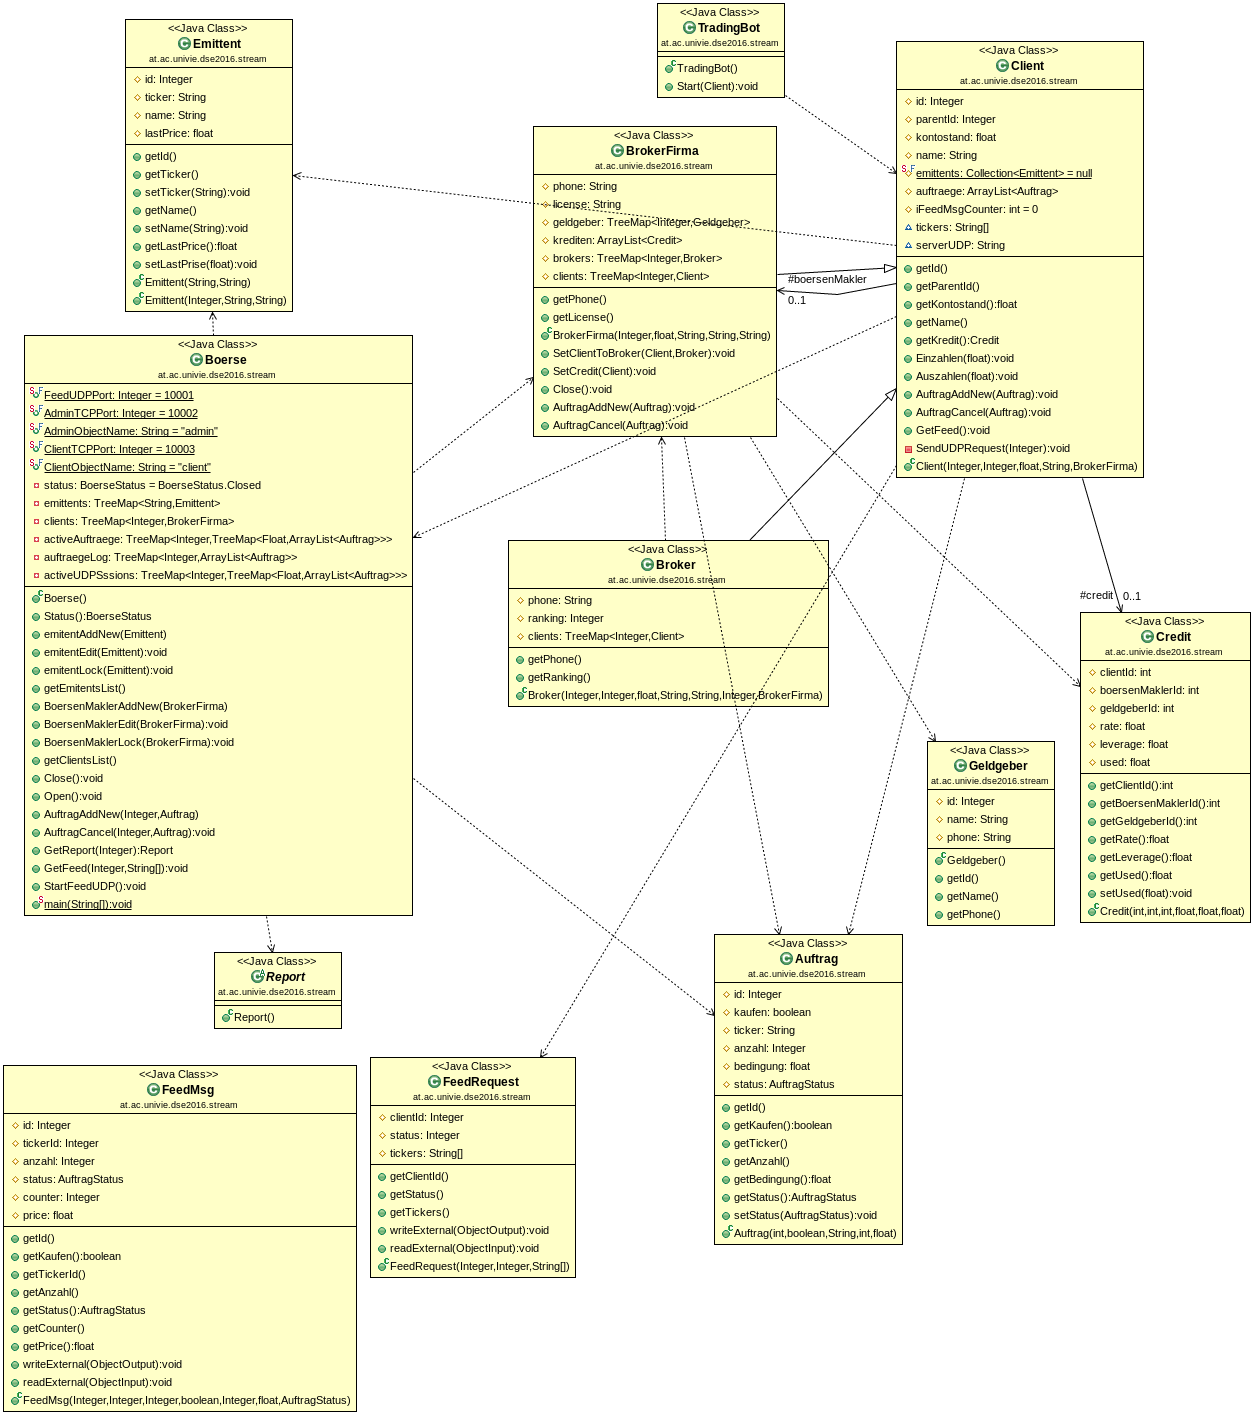 <<Java Class>>
Emittent
at.ac.univie.dse2016.stream
id: Integer
ticker: String
name: String
lastPrice: float
getId()
getTicker()
setTicker(String):void
getName()
setName(String):void
getLastPrice():float
setLastPrise(float):void
Emittent(String,String)
Emittent(Integer,String,String)
<<Java Class>>
TradingBot
at.ac.univie.dse2016.stream
TradingBot()
Start(Client):void
<<Java Class>>
Client
at.ac.univie.dse2016.stream
id: Integer
parentId: Integer
kontostand: float
name: String
emittents: Collection<Emittent> = null
auftraege: ArrayList<Auftrag>
iFeedMsgCounter: int = 0
tickers: String[]
serverUDP: String
getId()
getParentId()
getKontostand():float
getName()
getKredit():Credit
Einzahlen(float):void
Auszahlen(float):void
AuftragAddNew(Auftrag):void
AuftragCancel(Auftrag):void
GetFeed():void
SendUDPRequest(Integer):void
Client(Integer,Integer,float,String,BrokerFirma)
<<Java Class>>
BrokerFirma
at.ac.univie.dse2016.stream
phone: String
license: String
geldgeber: TreeMap<Integer,Geldgeber>
krediten: ArrayList<Credit>
brokers: TreeMap<Integer,Broker>
clients: TreeMap<Integer,Client>
getPhone()
getLicense()
BrokerFirma(Integer,float,String,String,String)
SetClientToBroker(Client,Broker):void
SetCredit(Client):void
Close():void
AuftragAddNew(Auftrag):void
AuftragCancel(Auftrag):void
#boersenMakler
0..1
<<Java Class>>
Boerse
at.ac.univie.dse2016.stream
FeedUDPPort: Integer = 10001
AdminTCPPort: Integer = 10002
AdminObjectName: String = "admin"
ClientTCPPort: Integer = 10003
ClientObjectName: String = "client"
status: BoerseStatus = BoerseStatus.Closed
emittents: TreeMap<String,Emittent>
clients: TreeMap<Integer,BrokerFirma>
activeAuftraege: TreeMap<Integer,TreeMap<Float,ArrayList<Auftrag>>>
auftraegeLog: TreeMap<Integer,ArrayList<Auftrag>>
activeUDPSssions: TreeMap<Integer,TreeMap<Float,ArrayList<Auftrag>>>
Boerse()
Status():BoerseStatus
emitentAddNew(Emittent)
emitentEdit(Emittent):void
emitentLock(Emittent):void
getEmitentsList()
BoersenMaklerAddNew(BrokerFirma)
BoersenMaklerEdit(BrokerFirma):void
BoersenMaklerLock(BrokerFirma):void
getClientsList()
Close():void
Open():void
AuftragAddNew(Integer,Auftrag)
AuftragCancel(Integer,Auftrag):void
GetReport(Integer):Report
GetFeed(Integer,String[]):void
StartFeedUDP():void
main(String[]):void
<<Java Class>>
Broker
at.ac.univie.dse2016.stream
phone: String
ranking: Integer
clients: TreeMap<Integer,Client>
getPhone()
getRanking()
Broker(Integer,Integer,float,String,String,Integer,BrokerFirma)
#credit
0..1
<<Java Class>>
Credit
at.ac.univie.dse2016.stream
clientId: int
boersenMaklerId: int
geldgeberId: int
rate: float
leverage: float
used: float
getClientId():int
getBoersenMaklerId():int
getGeldgeberId():int
getRate():float
getLeverage():float
getUsed():float
setUsed(float):void
Credit(int,int,int,float,float,float)
<<Java Class>>
Geldgeber
at.ac.univie.dse2016.stream
id: Integer
name: String
phone: String
Geldgeber()
getId()
getName()
getPhone()
<<Java Class>>
Report
at.ac.univie.dse2016.stream
Report()
<<Java Class>>
Auftrag
at.ac.univie.dse2016.stream
id: Integer
kaufen: boolean
ticker: String
anzahl: Integer
bedingung: float
status: AuftragStatus
getId()
getKaufen():boolean
getTicker()
getAnzahl()
getBedingung():float
getStatus():AuftragStatus
setStatus(AuftragStatus):void
Auftrag(int,boolean,String,int,float)
<<Java Class>>
FeedMsg
at.ac.univie.dse2016.stream
id: Integer
tickerId: Integer
anzahl: Integer
status: AuftragStatus
counter: Integer
price: float
getId()
getKaufen():boolean
getTickerId()
getAnzahl()
getStatus():AuftragStatus
getCounter()
getPrice():float
writeExternal(ObjectOutput):void
readExternal(ObjectInput):void
FeedMsg(Integer,Integer,Integer,boolean,Integer,float,AuftragStatus)
<<Java Class>>
FeedRequest
at.ac.univie.dse2016.stream
clientId: Integer
status: Integer
tickers: String[]
getClientId()
getStatus()
getTickers()
writeExternal(ObjectOutput):void
readExternal(ObjectInput):void
FeedRequest(Integer,Integer,String[])